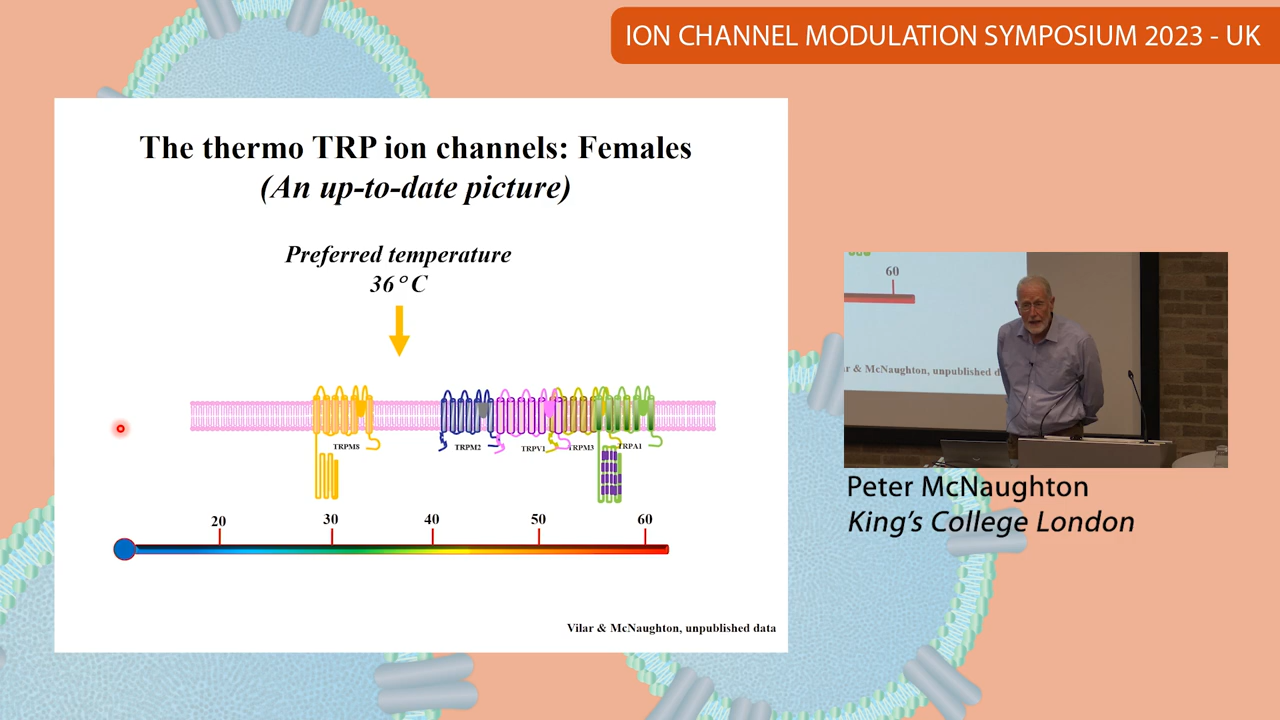 ION CHANNEL MODULATION SYMPOSIUM 2023 - UK
The thermo TRP ion channels: Females
(An up-to-date picture)
Preferred temperature
36 ° C
TRPM8
TRPM2
TRPV1
TRPM3
TRPA1
20
30
40
50
60
Vilar & McNaughton, unpublished data
60
ar & McNaughton, unpublished d
Peter McNaughton
King's College London